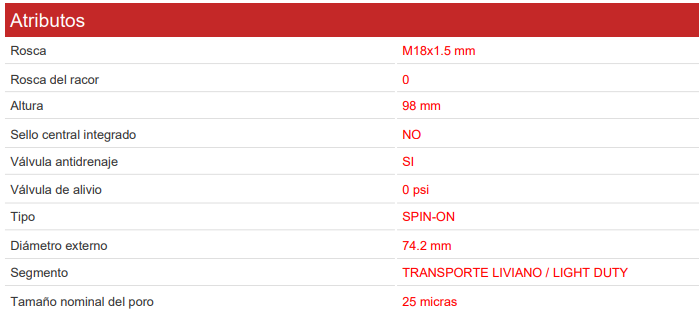 Atributos
Rosca M18x1.5 mm
Rosca del racor 0
Altura 98 mm
Sello central integrado NO
Válvula antidrenaje SI
Válvula de alivio 0 psi
Tipo SPIN-ON
Diámetro externo 74.2 mm
Segmento TRANSPORTE LIVIANO / LIGHT DUTY
Tamaño nominal del poro 25 micras